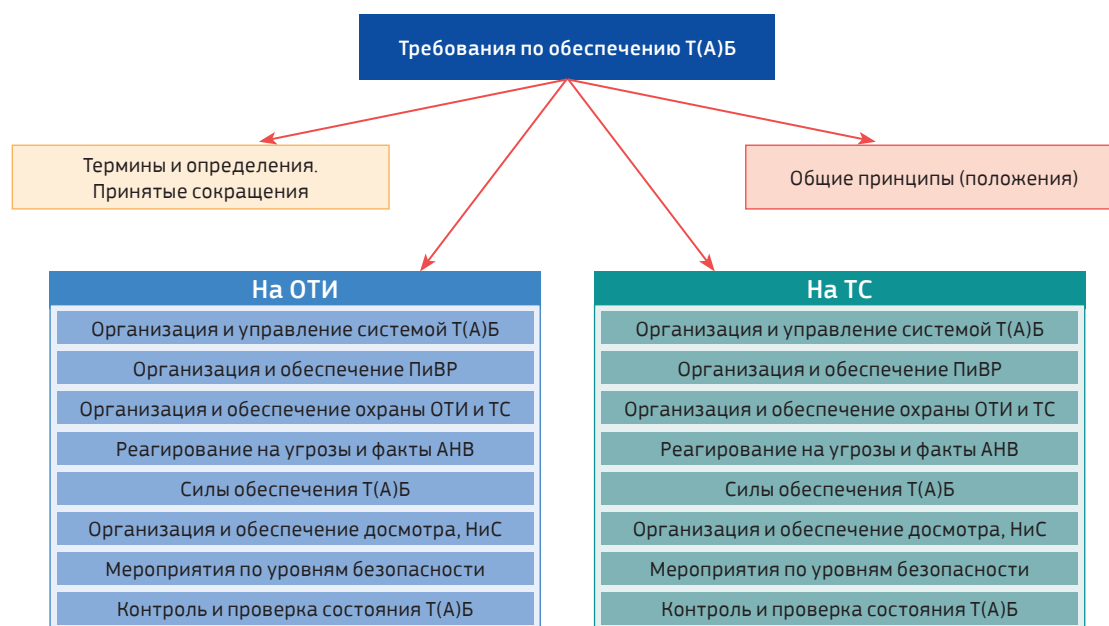 Требования по обеспечению Т(А)Б
Термины и определения.
Принятые сокращения
Общие принципы (положения)
На ОТИ
Организация и управление системой Т(А)Б
Организация и обеспечение ПиВР
Организация и обеспечение охраны ОТИ и ТС
Реагирование на угрозы и факты АНВ
Силы обеспечения Т(А)Б
Организация и обеспечение досмотра, НиС
Мероприятия по уровням безопасности
Контроль и проверка состояния Т(А)Б
На ТС
Организация и управление системой Т(А)Б
Организация и обеспечение ПиВР
Организация и обеспечение охраны ОТИ и ТС
Реагирование на угрозы и факты АНВ
Силы обеспечения Т(А)Б
Организация и обеспечение досмотра, НиС
Мероприятия по уровням безопасности
Контроль и проверка состояния Т(А)Б